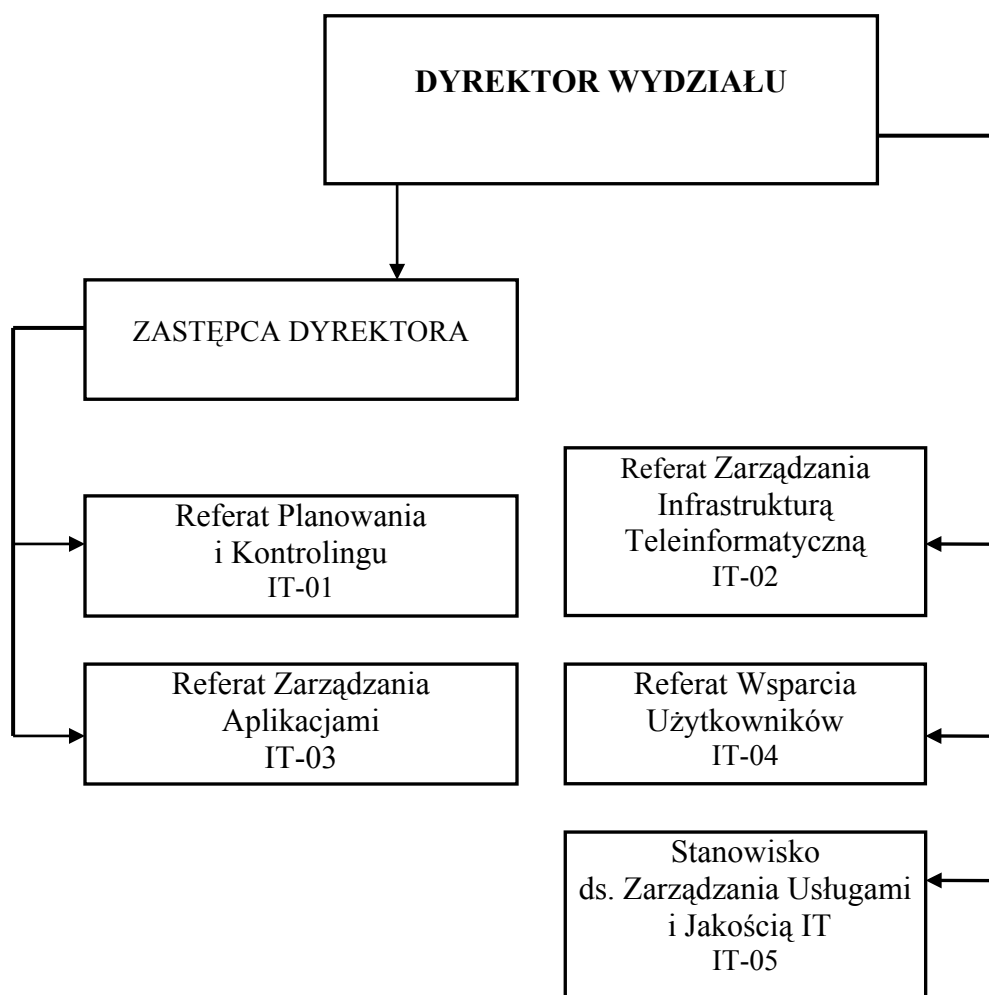 DYREKTOR WYDZIAŁU
ZASTĘPCA DYREKTORA
Referat Planowania
i Kontrolingu
IT-01
Referat Zarządzania
Infrastrukturą
Teleinformatyczną
IT-02
Referat Zarządzania
Aplikacjami
IT-03
Referat Wsparcia
Użytkowników
IT-04
Stanowisko
ds. Zarządzania Usługami
i Jakością IT
IT-05